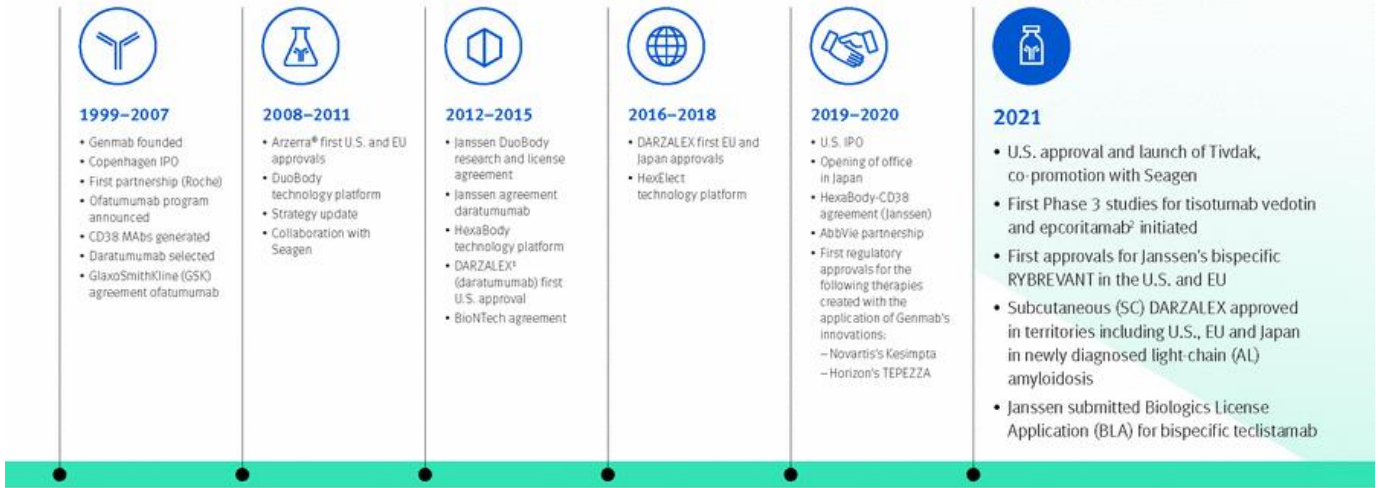 1999–2007
• Genmab founded
• Copenhagen IPO
• First partnership (Roche)
• Ofatumumab program
announced
• CD38 MAbs generated
• Daratumumab selected
• GlaxoSmithKline (GSK)
agreement ofatumumab
2008–2011
• Arzerra® first U.S. and EU
approvals
• DuoBody
technology platform
• Strategy update
• Collaboration with
Seagen
2012–2015
• Janssen DuoBody
research and license
agreement
• Janssen agreement
daratumumab
• HexaBody
technology platform
• DARZALEX¹
(daratumumab) first
U.S. approval
• BioNTech agreement
2016–2018
• DARZALEX first EU and
Japan approvals
• HexElect
technology platform
2019–2020
• U.S. IPO
• Opening of office
in Japan
• HexaBody-CD38
agreement (Janssen)
• AbbVie partnership
• First regulatory
approvals for the
following therapies
created with the
application of Genmab's
innovations:
– Novartis's Kesimpta
– Horizon's TEPEZZA
2021
• U.S. approval and launch of Tivdak,
co-promotion with Seagen
• First Phase 3 studies for tisotumab vedotin
and epcoritamab² initiated
• First approvals for Janssen's bispecific
RYBREVANT in the U.S. and EU
• Subcutaneous (SC) DARZALEX approved
in territories including U.S., EU and Japan
in newly diagnosed light-chain (AL)
amyloidosis
• Janssen submitted Biologics License
Application (BLA) for bispecific teclistamab